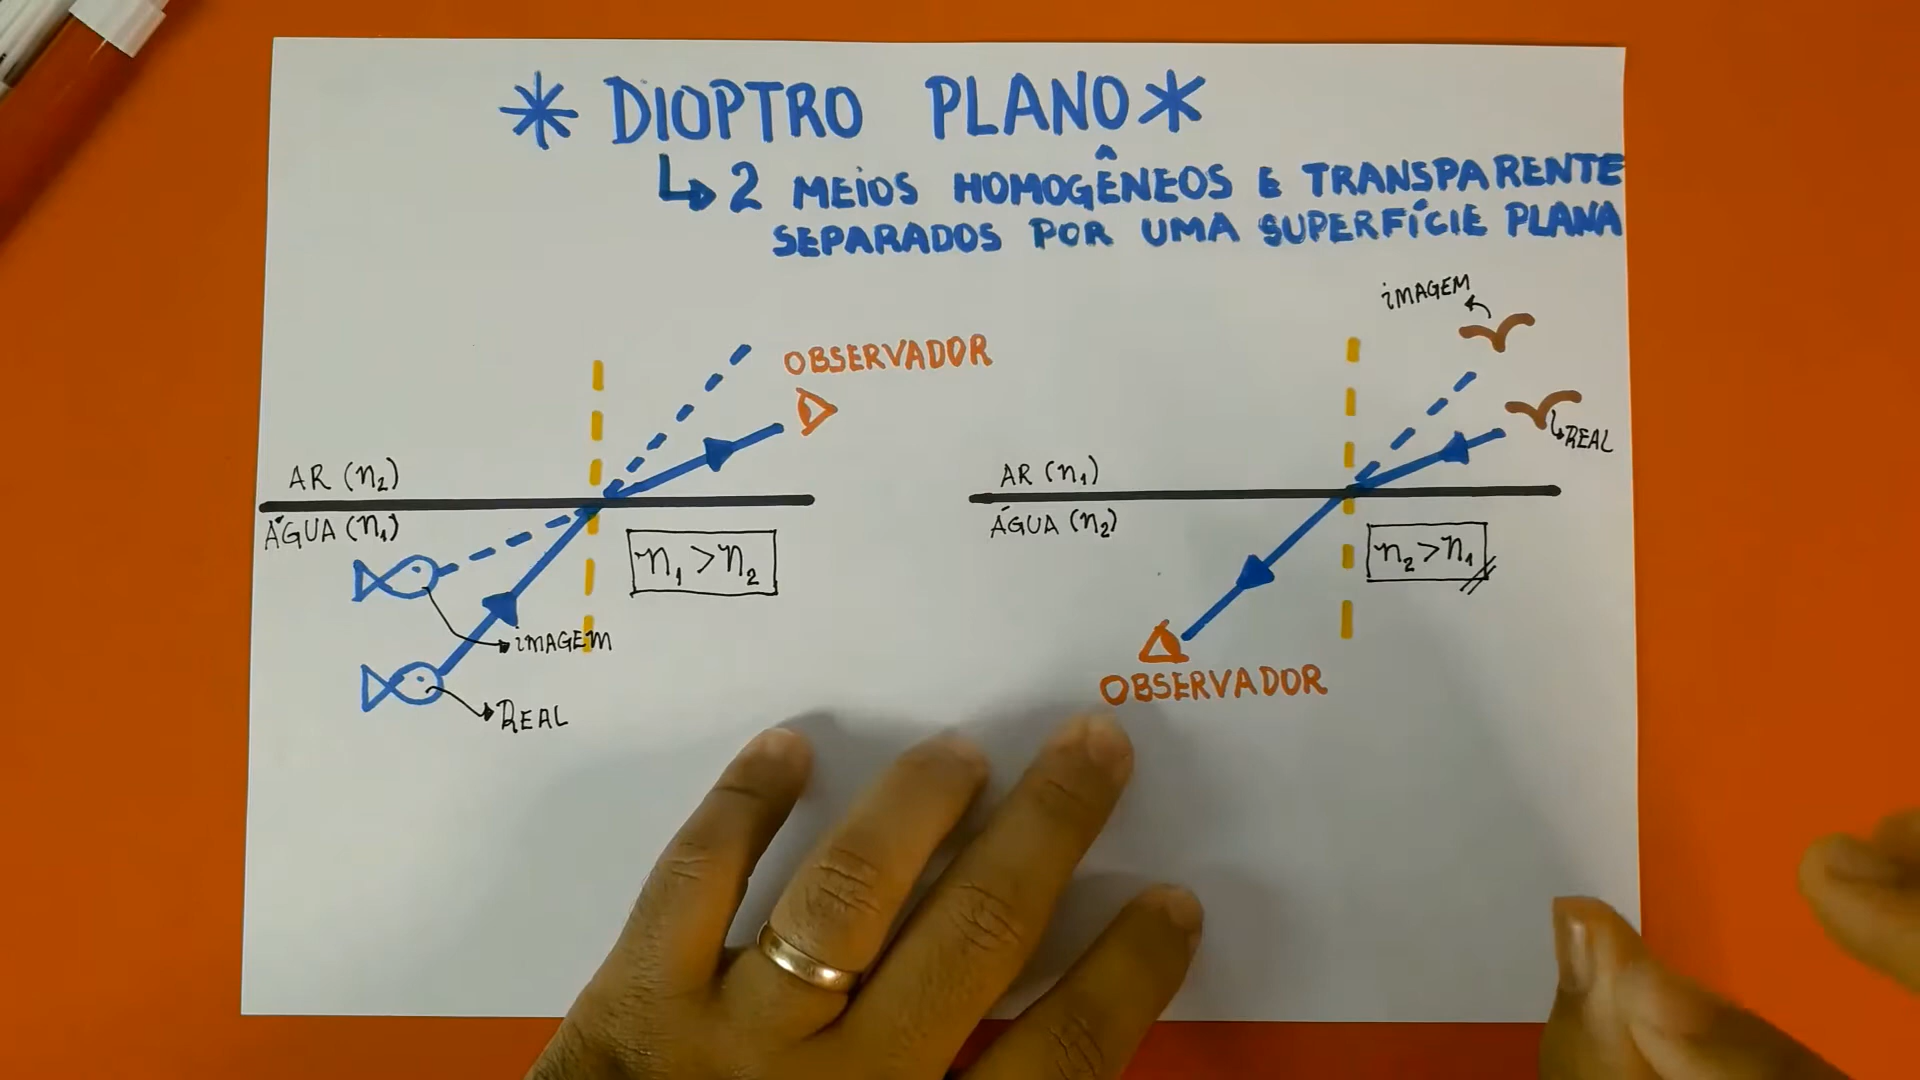 * DIOPTRO PLANO *
↳ 2 MEIOS HOMOGÊNEOS E TRANSPARENTE
SEPARADOS POR UMA SUPERFÍCIE PLANA
OBSERVADOR
AR (n₂)
ÁGUA (n₁)
n₁ > n₂
iMAGEM
REAL
iMAGEM
REAL
AR (n₁)
ÁGUA (n₂)
n₂ > n₁
OBSERVADOR